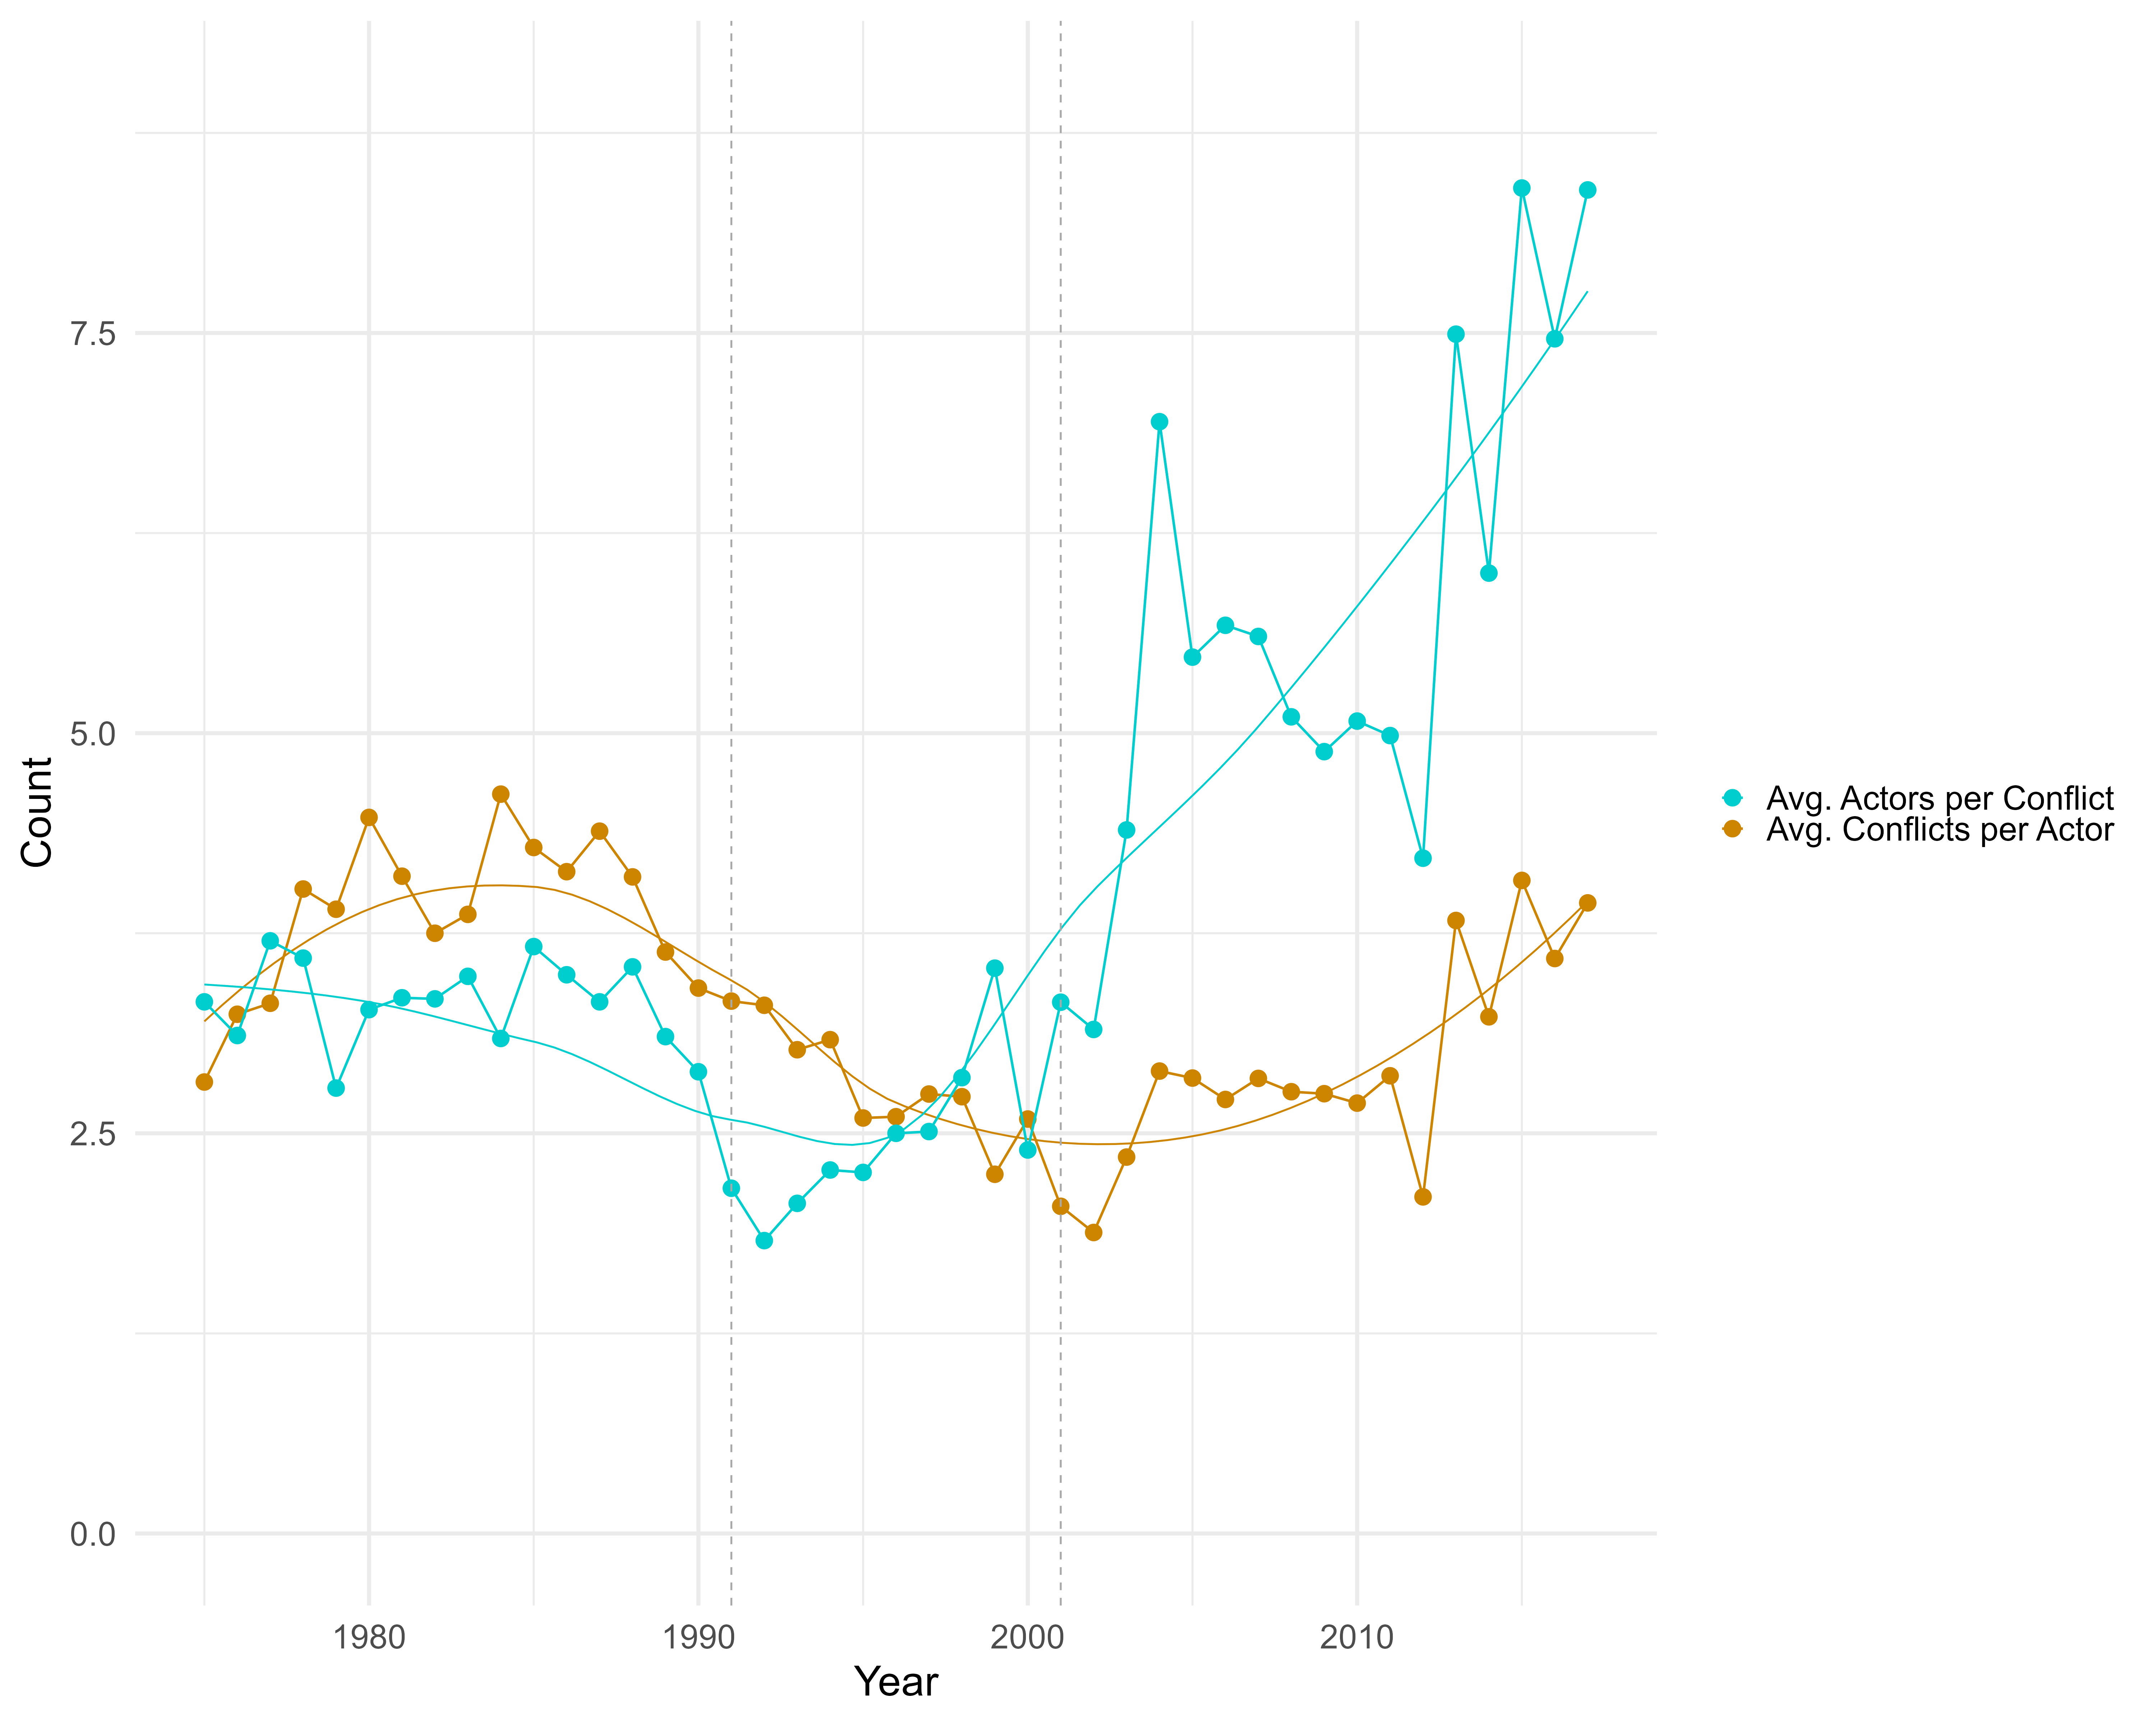 Count
7.5
5.0
2.5
0.0
1980
1990
2000
2010
Year
Avg. Actors per Conflict
Avg. Conflicts per Actor